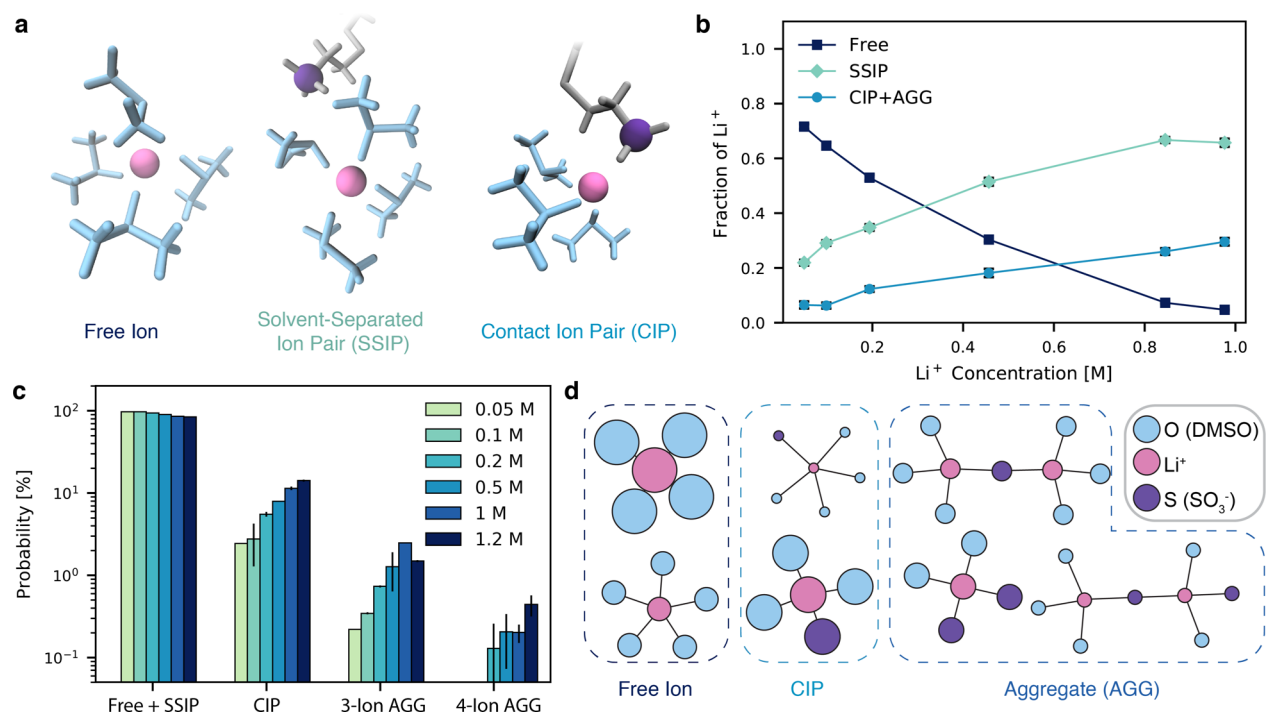 a
Free Ion
Solvent-Separated
Ion Pair (SSIP)
Contact Ion Pair (CIP)
b
Free
SSIP
CIP+AGG
Fraction of Li⁺
1.0
0.8
0.6
0.4
0.2
0.0
0.2
0.4
0.6
0.8
1.0
Li⁺ Concentration [M]
c
Probability [%]
10²
10¹
10⁰
10⁻¹
0.05 M
0.1 M
0.2 M
0.5 M
1 M
1.2 M
Free + SSIP
CIP
3-Ion AGG
4-Ion AGG
d
O (DMSO)
Li⁺
S (SO₃⁻)
Free Ion
CIP
Aggregate (AGG)